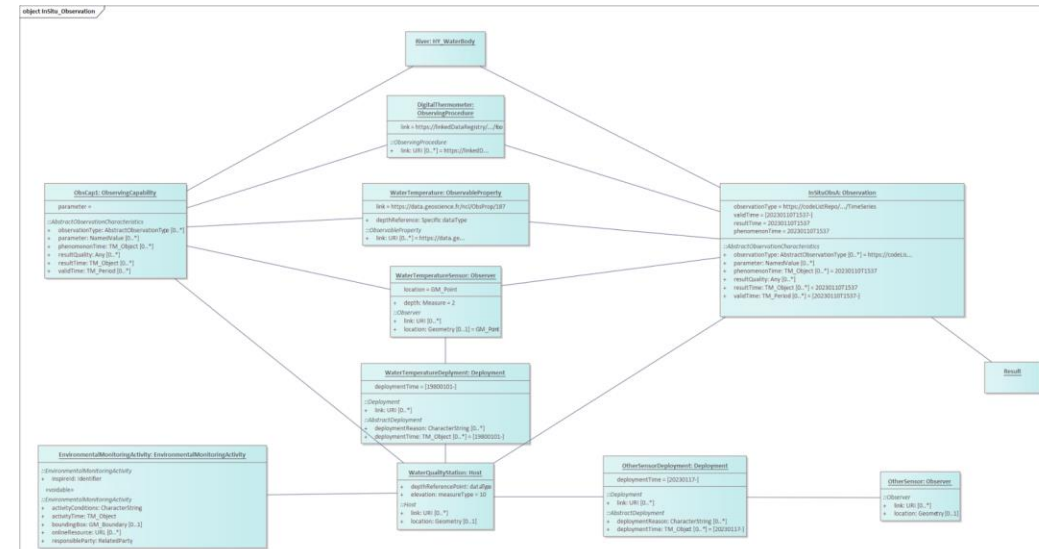 object InSitu_Observation
River: HY_WaterBody
DigitalThermometer:
ObservingProcedure
link = https://linkedDataRegistry/.../
::ObservingProcedure
+ link: URI [0..*] = https://linkedD...
ObsCap1: ObservingCapability
parameter =
::AbstractObservationCharacteristics
+ observationType: AbstractObservationType [0..*]
+ parameter: NamedValue [0..*]
+ phenomenonTime: TM_Object [0..*]
+ resultQuality: Any [0..*]
+ resultTime: TM_Object [0..*]
+ validTime: TM_Period [0..*]
WaterTemperature: ObservableProperty
link = https://data.geoscience.fr/ncl/ObsProp/187
+ depthReference: Specific dataType
::ObservableProperty
+ link: URI [0..*] = https://data.ge...
InSituObsA: Observation
observationType = https://codeListRepo/.../TimeSeries
validTime = [20230110T1537-]
resultTime = 20230110T1537
phenomenonTime = 20230110T1537
::AbstractObservationCharacteristics
+ observationType: AbstractObservationType [0..*] = https://codeLis...
+ parameter: NamedValue [0..*]
+ phenomenonTime: TM_Object [0..*] = 20230110T1537
+ resultQuality: Any [0..*]
+ resultTime: TM_Object [0..*] = 20230110T1537
+ validTime: TM_Period [0..*] = [20230110T1537-]
WaterTemperatureSensor: Observer
location = GM_Point
+ depth: Measure = 2
::Observer
+ link: URI [0..*]
+ location: Geometry [0..1] = GM_Point
WaterTemperatureDeplyment: Deployment
deploymentTime = [19800101-]
::Deployment
+ link: URI [0..*]
::AbstractDeployment
+ deploymentReason: CharacterString [0..*]
+ deploymentTime: TM_Object [0..*] = [19800101-]
Result
EnvironmentalMonitoringActivity: EnvironmentalMonitoringActivity
::EnvironmentalMonitoringActivity
+ inspireId: Identifier
«voidable»
::EnvironmentalMonitoringActivity
+ activityConditions: CharacterString
+ activityTime: TM_Object
+ boundingBox: GM_Boundary [0..1]
+ onlineResource: URL [0..*]
+ responsibleParty: RelatedParty
WaterQualityStation: Host
+ depthReferencePoint: dataType
+ elevation: measureType = 10
::Host
+ link: URI [0..*]
+ location: Geometry [0..1]
OtherSensorDeployment: Deployment
deploymentTime = [20230117-]
::Deployment
+ link: URI [0..*]
::AbstractDeployment
+ deploymentReason: CharacterString [0..*]
+ deploymentTime: TM_Object [0..*] = [20230117-]
OtherSensor: Observer
::Observer
+ link: URI [0..*]
+ location: Geometry [0..1]